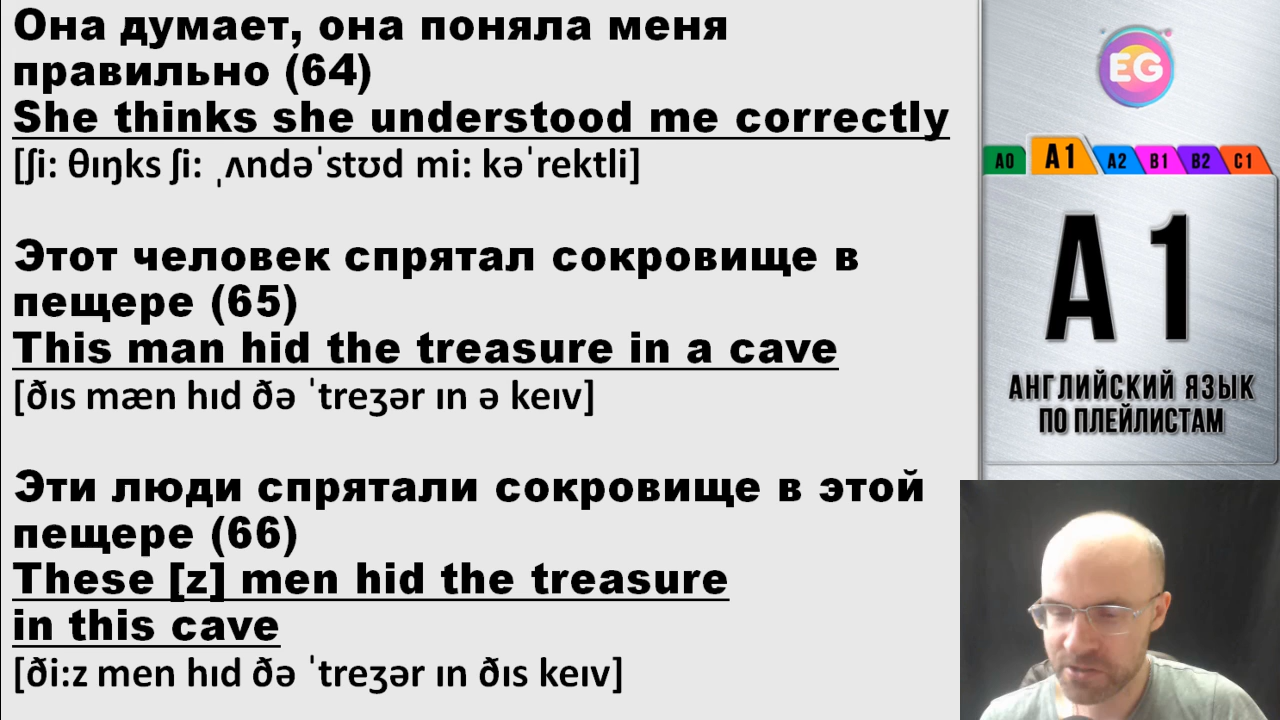 Она думает, она поняла меня
правильно (64)
She thinks she understood me correctly
[ʃi: θɪŋks ʃi: ˌʌndəˈstʊd mi: kəˈrektli]
Этот человек спрятал сокровище в
пещере (65)
This man hid the treasure in a cave
[ðɪs mæn hɪd ðə ˈtreʒər ɪn ə keɪv]
Эти люди спрятали сокровище в этой
пещере (66)
These [z] men hid the treasure
in this cave
[ði:z men hɪd ðə ˈtreʒər ɪn ðɪs keɪv]
EG
A0 A1 A2 B1 B2 C1
A 1
АНГЛИЙСКИЙ ЯЗЫК
ПО ПЛЕЙЛИСТАМ